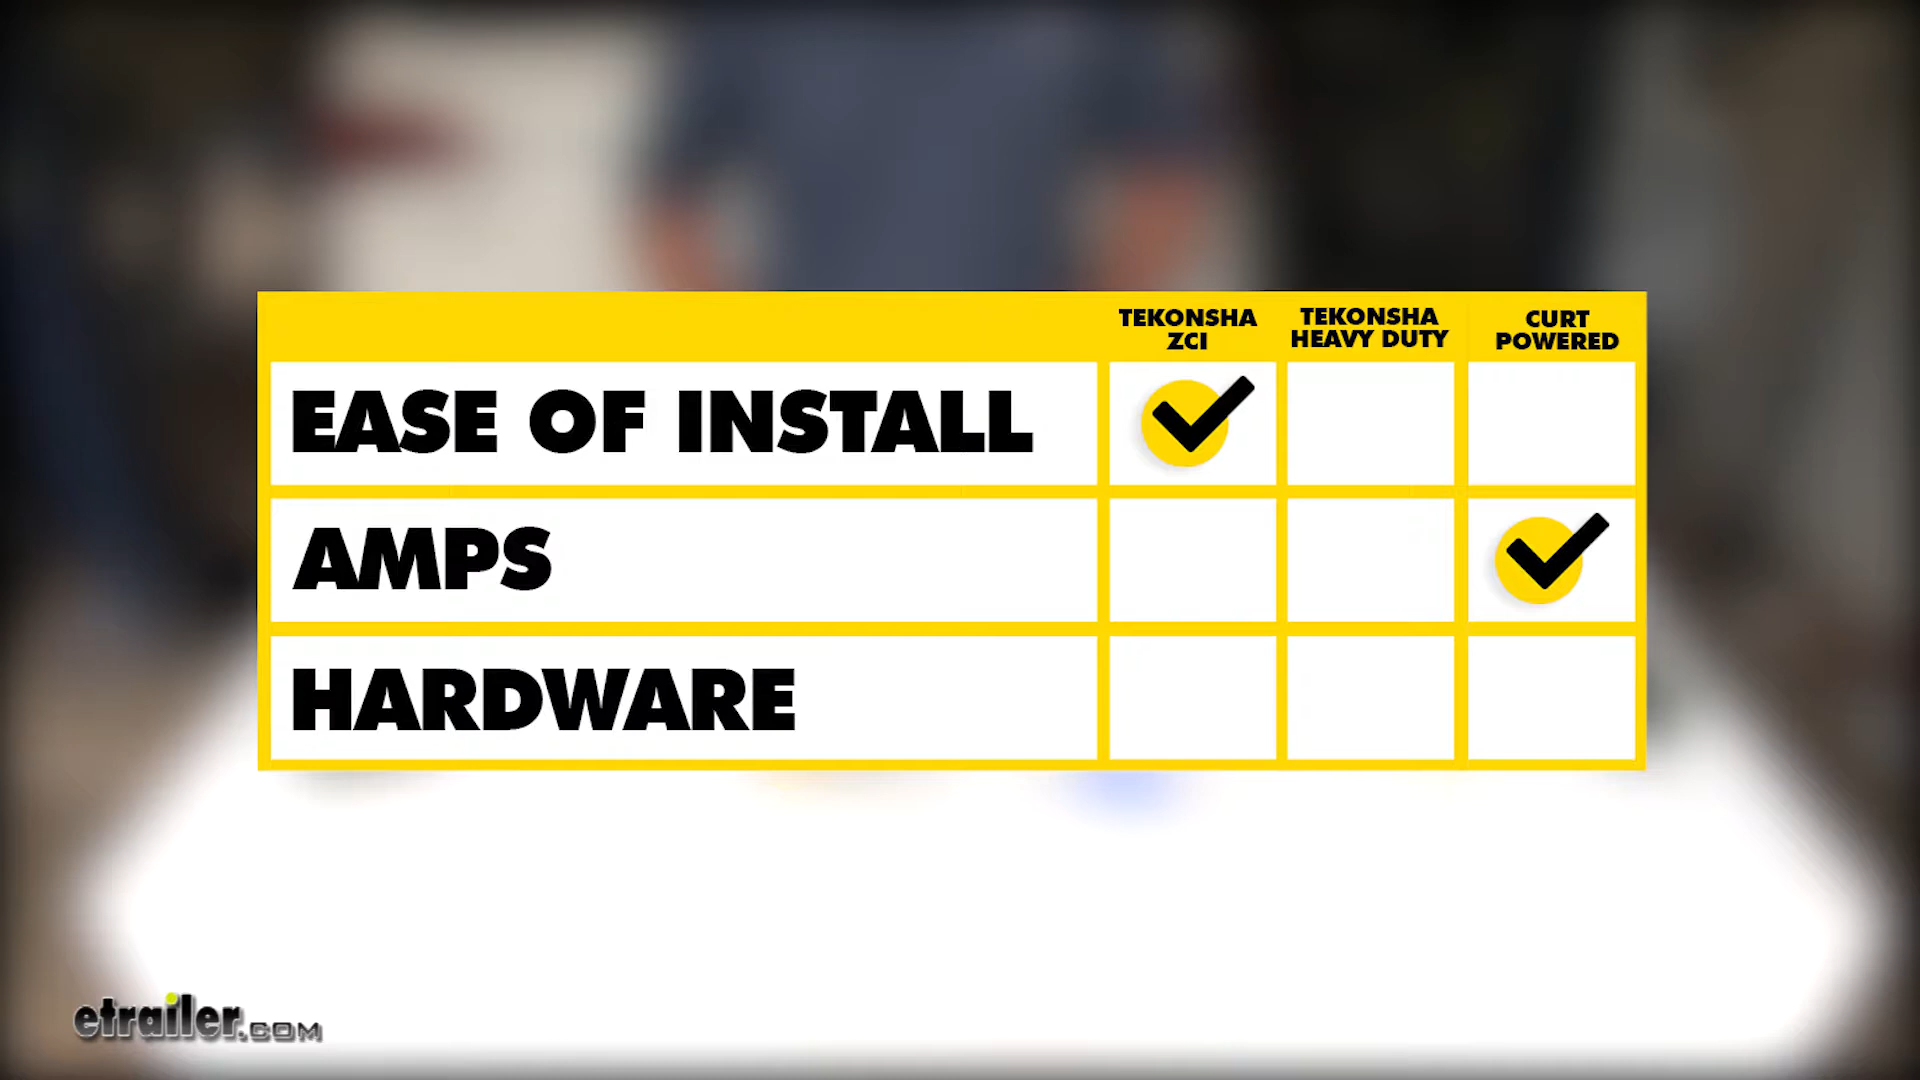 TEKONSHA
ZCI
TEKONSHA
HEAVY DUTY
CURT
POWERED
EASE OF INSTALL
AMPS
HARDWARE
etrailer.com